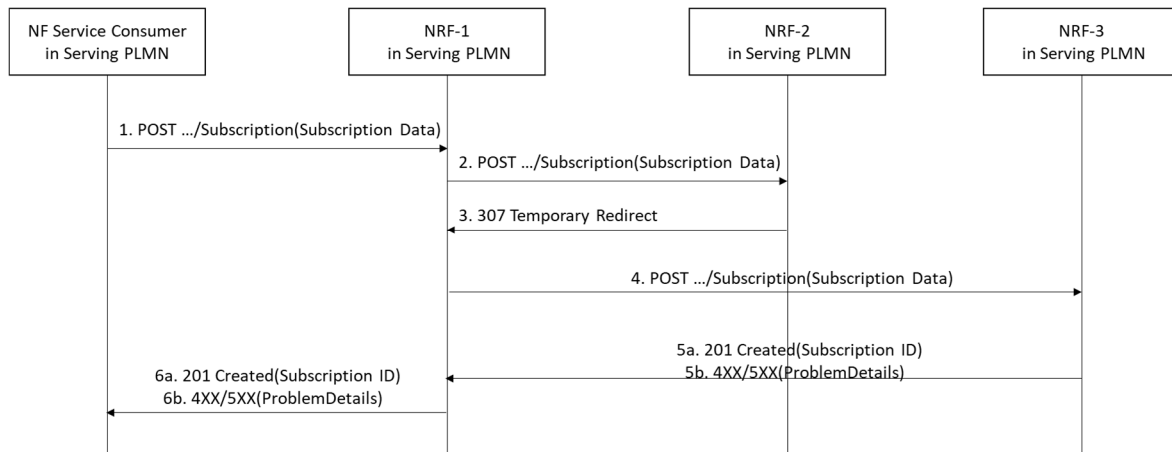 NF Service Consumer
in Serving PLMN
NRF-1
in Serving PLMN
NRF-2
in Serving PLMN
NRF-3
in Serving PLMN
1. POST .../Subscription(Subscription Data)
2. POST .../Subscription(Subscription Data)
3. 307 Temporary Redirect
4. POST .../Subscription(Subscription Data)
5a. 201 Created(Subscription ID)
5b. 4XX/5XX(ProblemDetails)
6a. 201 Created(Subscription ID)
6b. 4XX/5XX(ProblemDetails)